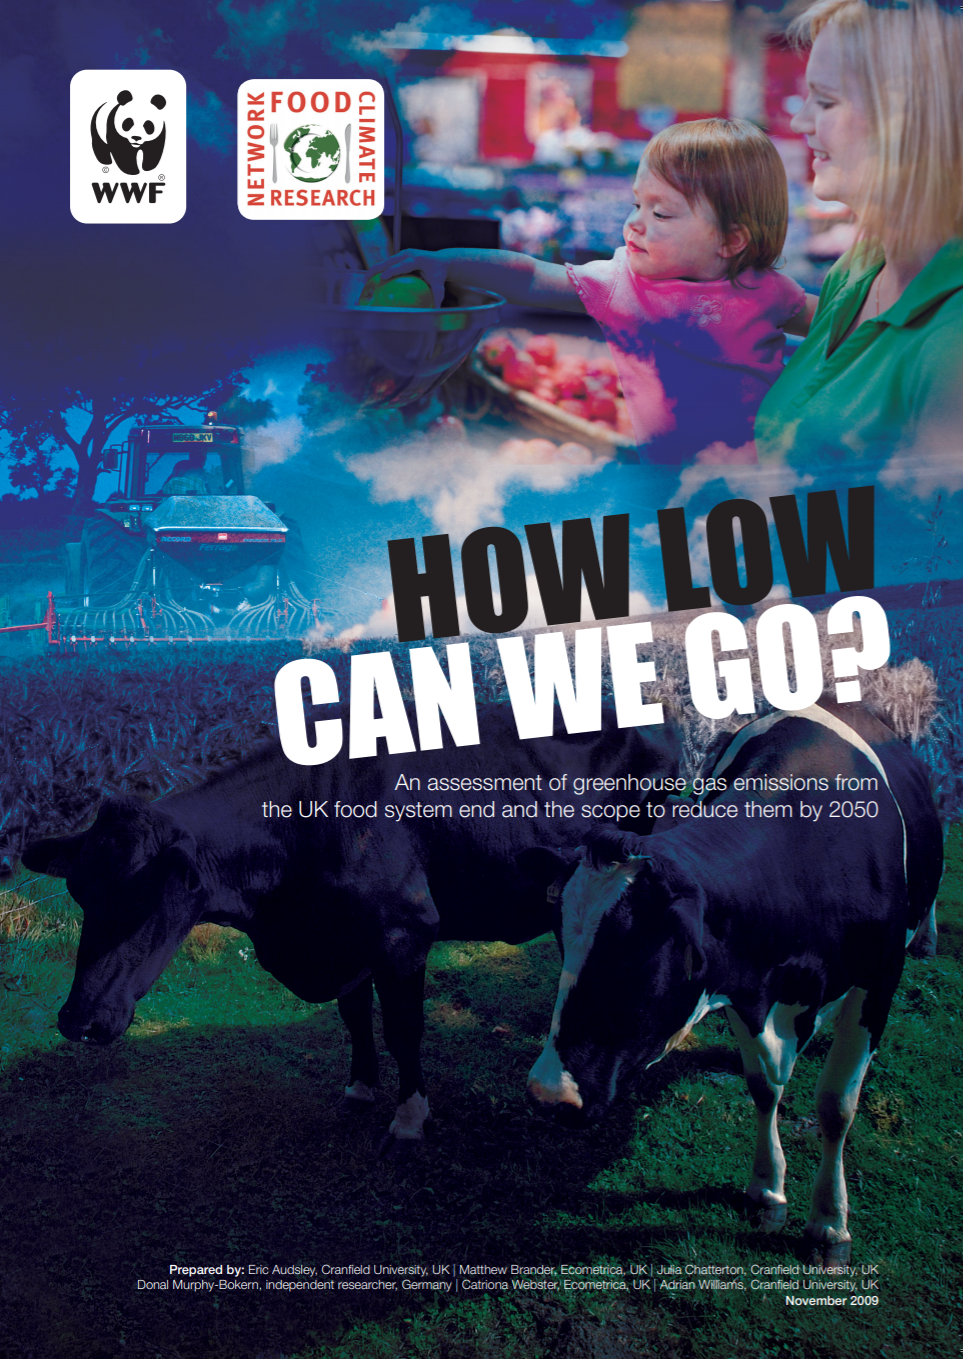 WWF
FOOD
CLIMATE
RESEARCH
NETWORK
HOW LOW
CAN WE GO?
An assessment of greenhouse gas emissions from
the UK food system end and the scope to reduce them by 2050
Prepared by: Eric Audsley, Cranfield University, UK | Matthew Brander, Ecometrica, UK | Julia Chatterton, Cranfield University, UK
Donal Murphy-Bokern, independent researcher, Germany | Catriona Webster, Ecometrica, UK | Adrian Williams, Cranfield University, UK
November 2009